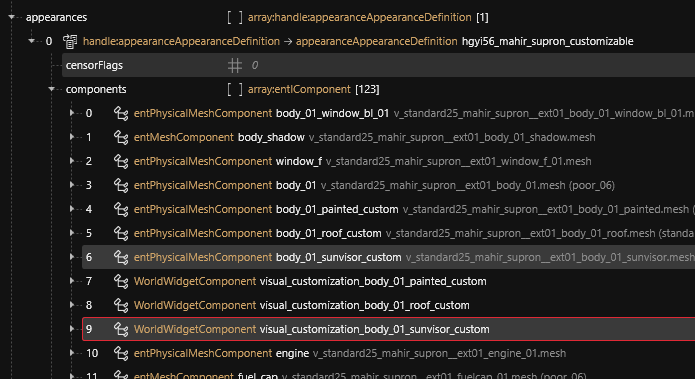 appearances [ ] array:handle:appearanceAppearanceDefinition [1]
0 handle:appearanceAppearanceDefinition → appearanceAppearanceDefinition hgyi56_mahir_supron_customizable
censorFlags 0
components [ ] array:entIComponent [123]
0 entPhysicalMeshComponent body_01_window_bl_01 v_standard25_mahir_supron__ext01_body_01_window_bl_01.m
1 entMeshComponent body_shadow v_standard25_mahir_supron__ext01_body_01_shadow.mesh
2 entPhysicalMeshComponent window_f v_standard25_mahir_supron__ext01_window_f_01.mesh
3 entPhysicalMeshComponent body_01 v_standard25_mahir_supron__ext01_body_01.mesh (poor_06)
4 entPhysicalMeshComponent body_01_painted_custom v_standard25_mahir_supron__ext01_body_01_painted.mesh (
5 entPhysicalMeshComponent body_01_roof_custom v_standard25_mahir_supron__ext01_body_01_roof.mesh (standa
6 entPhysicalMeshComponent body_01_sunvisor_custom v_standard25_mahir_supron__ext01_body_01_sunvisor.mesh
7 WorldWidgetComponent visual_customization_body_01_painted_custom
8 WorldWidgetComponent visual_customization_body_01_roof_custom
9 WorldWidgetComponent visual_customization_body_01_sunvisor_custom
10 entPhysicalMeshComponent engine v_standard25_mahir_supron__ext01_engine_01.mesh
11 entMeshComponent fuel_cap v_standard25_mahir_supron__ext01_fuelcap_01.mesh (poor_06)